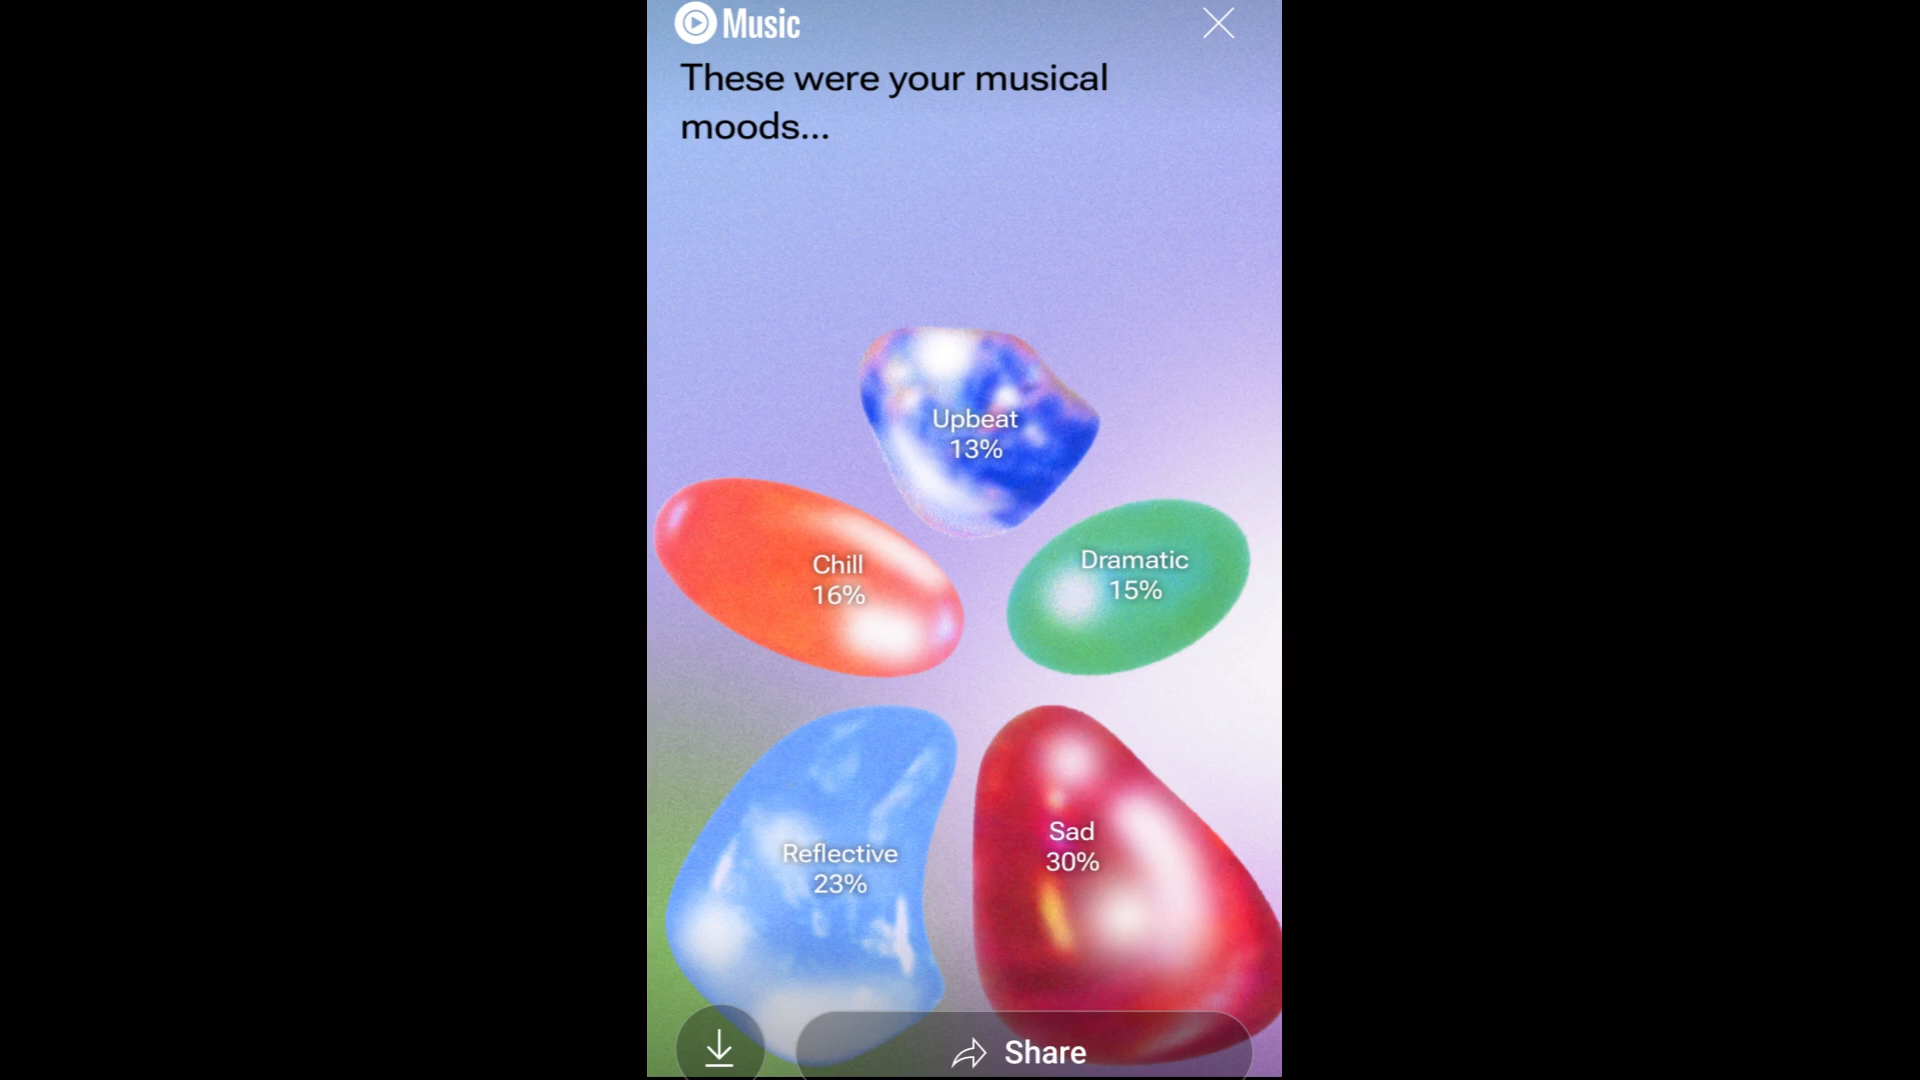 Music
These were your musical
moods...
Upbeat
13%
Chill
16%
Dramatic
15%
Reflective
23%
Sad
30%
Share